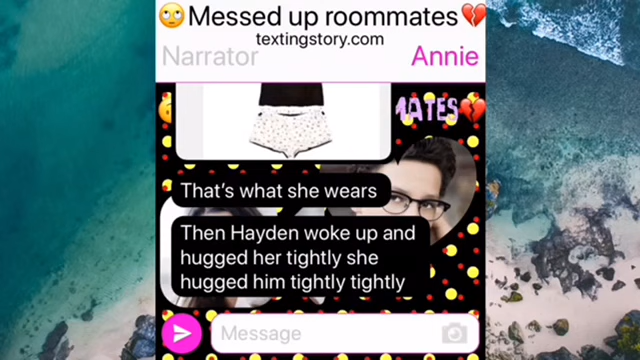 🙄Messed up roommates💔
textingstory.com
Narrator Annie
MATES💔
That's what she wears
Then Hayden woke up and
hugged her tightly she
hugged him tightly tightly
Message